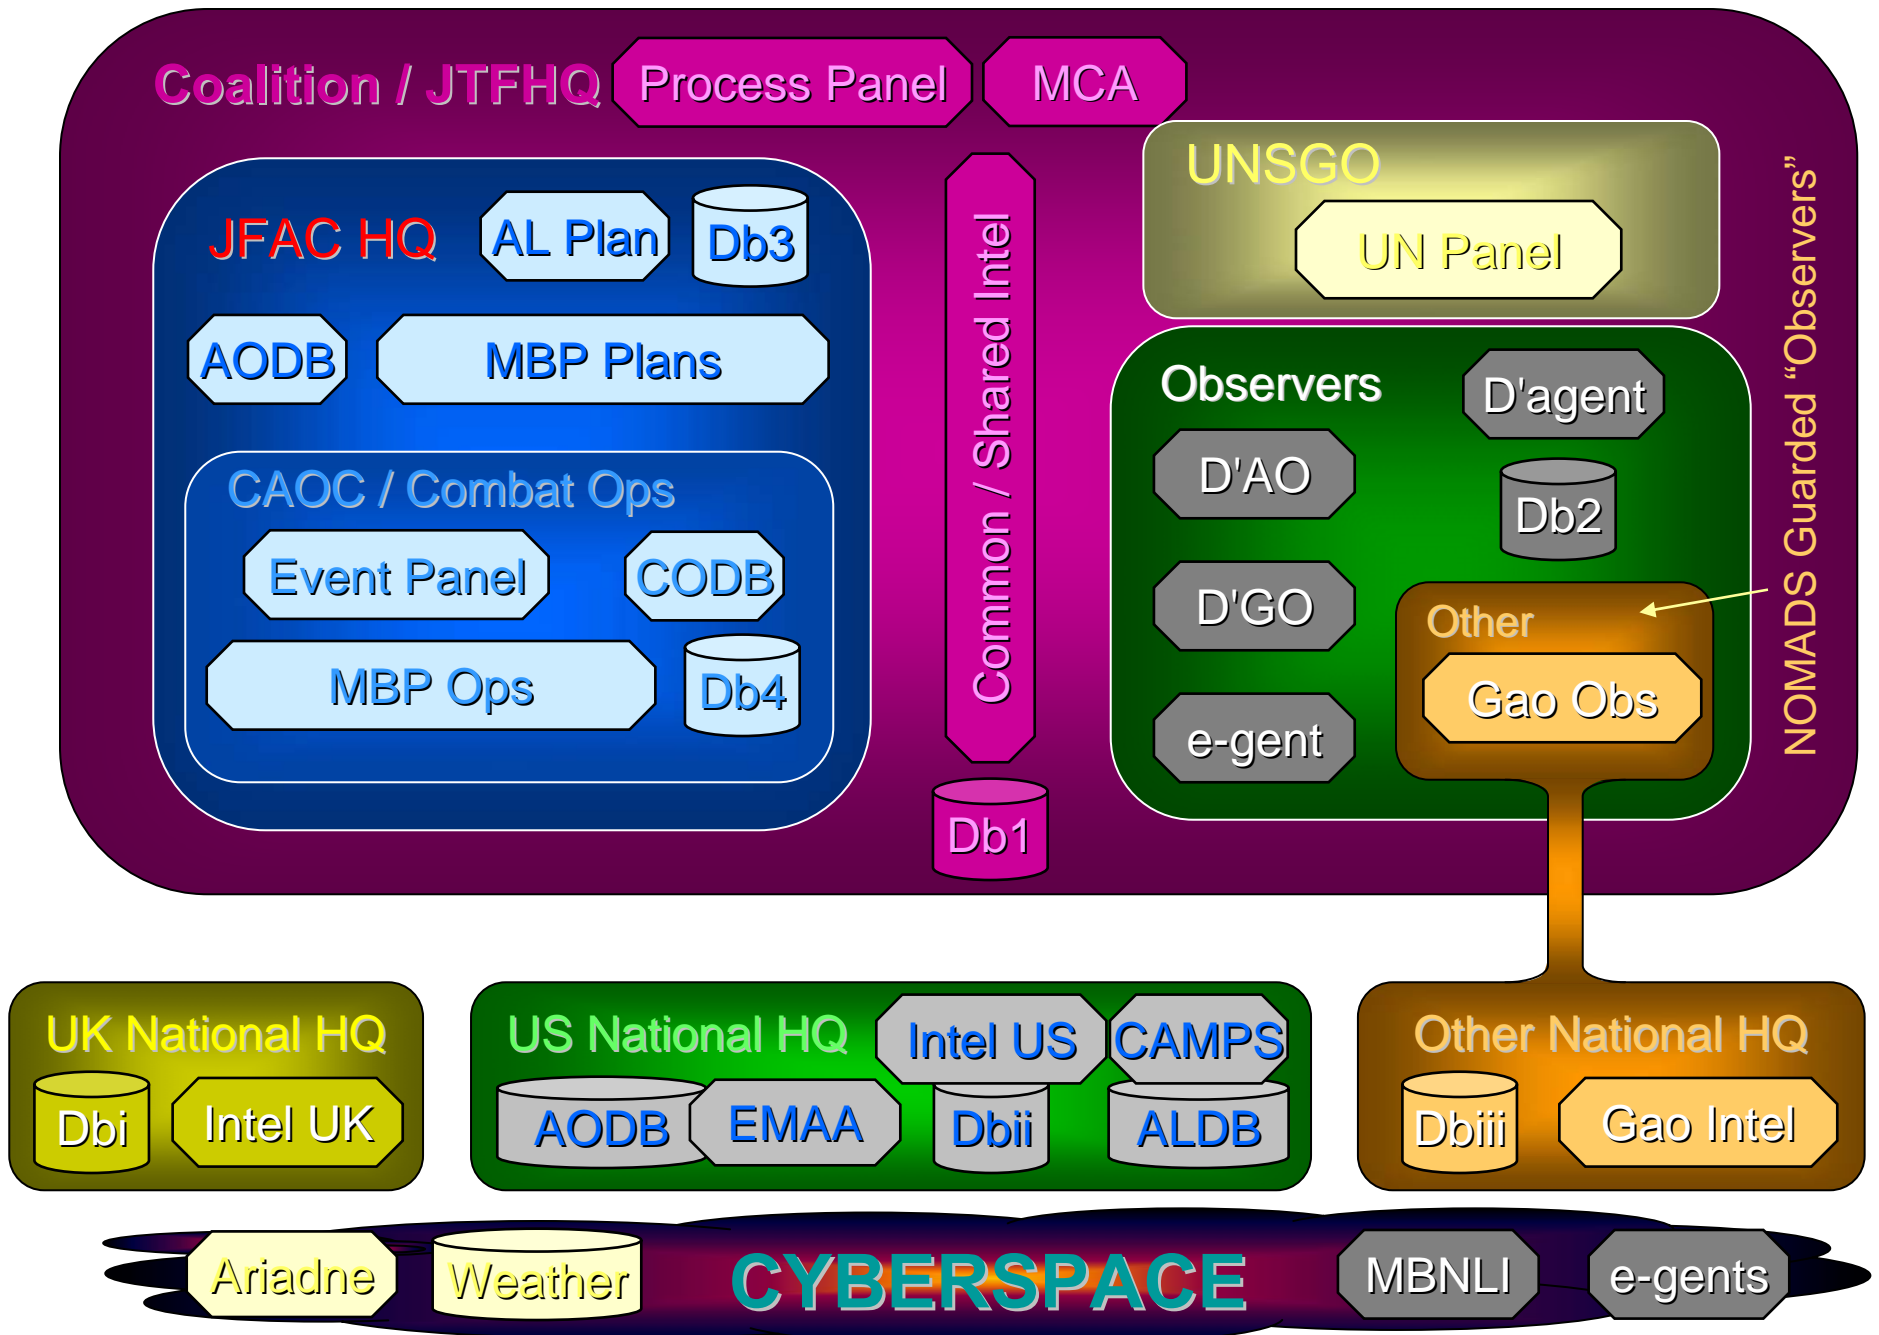 Coalition / JTFHQ
Process Panel
MCA
UNSGO
UN Panel
JFAC HQ
AL Plan
Db3
AODB
MBP Plans
CAOC / Combat Ops
Event Panel
CODB
MBP Ops
Db4
Common / Shared Intel
Db1
Observers
D'agent
D'AO
Db2
D'GO
Other
Gao Obs
e-gent
NOMADS Guarded “Observers”
UK National HQ
Dbi
Intel UK
US National HQ
Intel US
CAMPS
AODB
EMAA
Dbii
ALDB
Other National HQ
Dbiii
Gao Intel
Ariadne
Weather
CYBERSPACE
MBNLI
e-gents